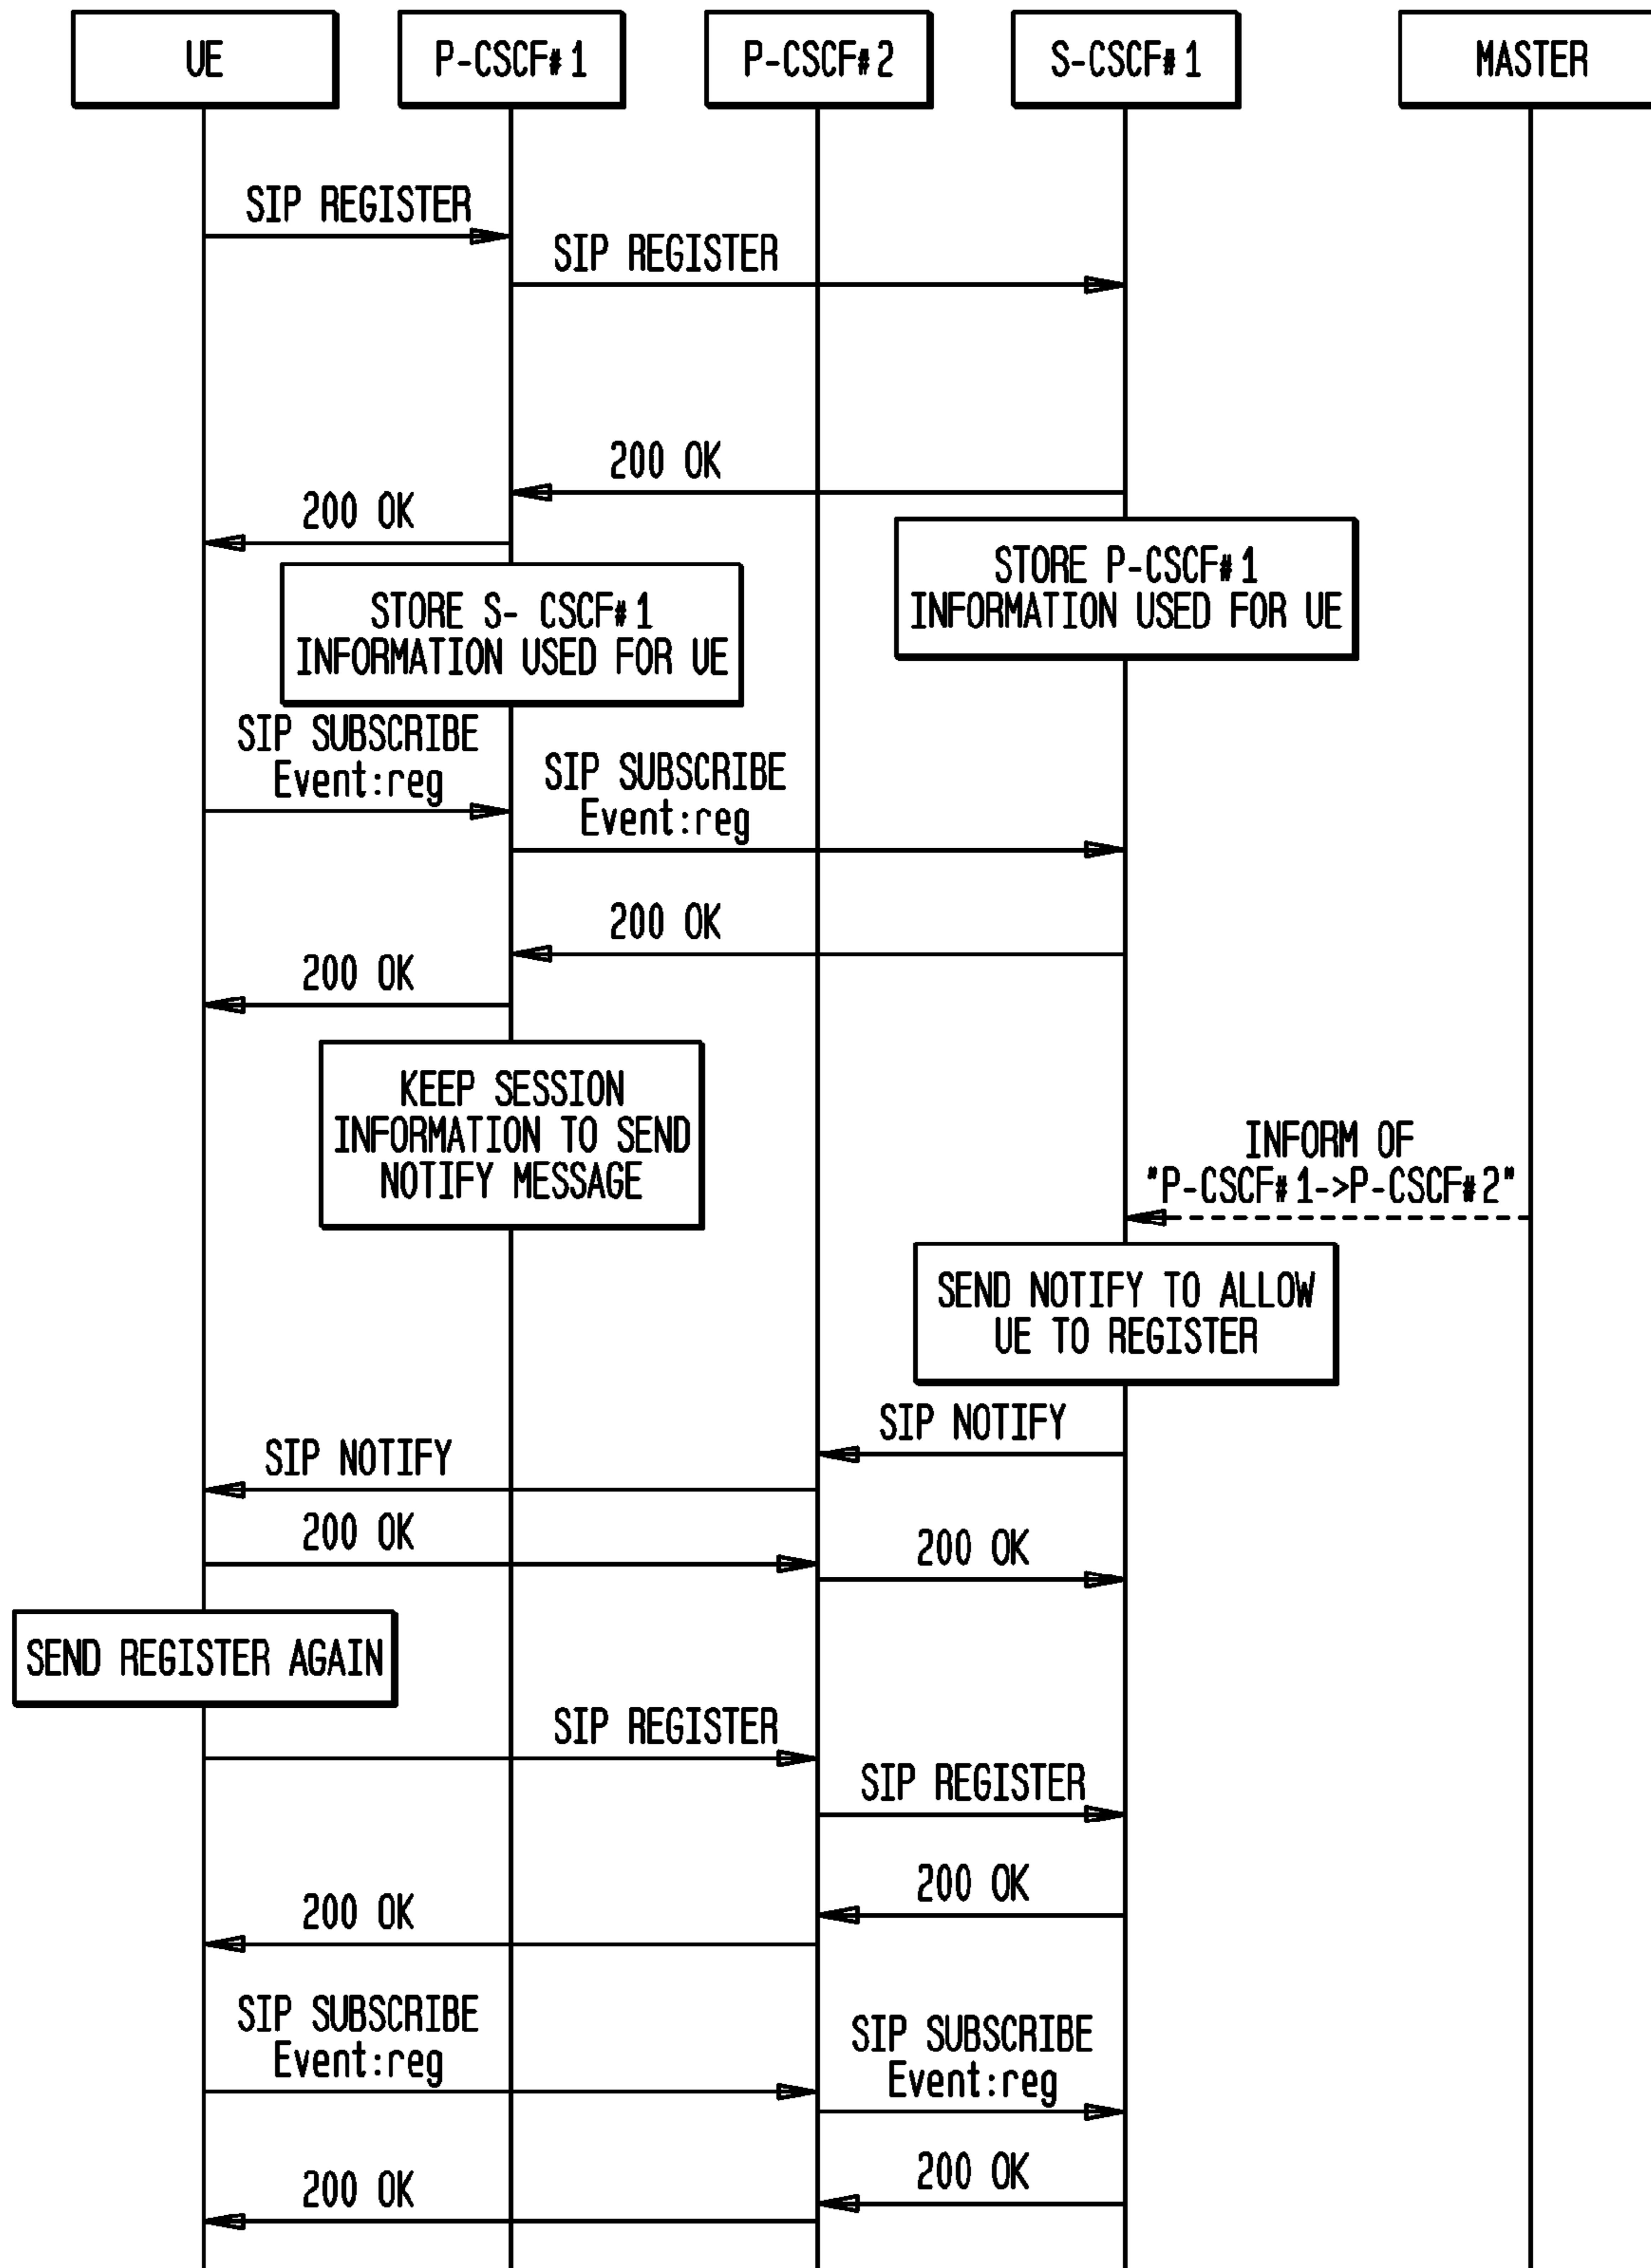 UE
P-CSCF#1
P-CSCF#2
S-CSCF#1
MASTER
SIP REGISTER
SIP REGISTER
200 OK
200 OK
STORE P-CSCF#1
INFORMATION USED FOR UE
STORE S- CSCF#1
INFORMATION USED FOR UE
SIP SUBSCRIBE
Event:reg
SIP SUBSCRIBE
Event:reg
200 OK
200 OK
KEEP SESSION
INFORMATION TO SEND
NOTIFY MESSAGE
INFORM OF
"P-CSCF#1->P-CSCF#2"
SEND NOTIFY TO ALLOW
UE TO REGISTER
SIP NOTIFY
SIP NOTIFY
200 OK
200 OK
SEND REGISTER AGAIN
SIP REGISTER
SIP REGISTER
200 OK
200 OK
SIP SUBSCRIBE
Event:reg
SIP SUBSCRIBE
Event:reg
200 OK
200 OK